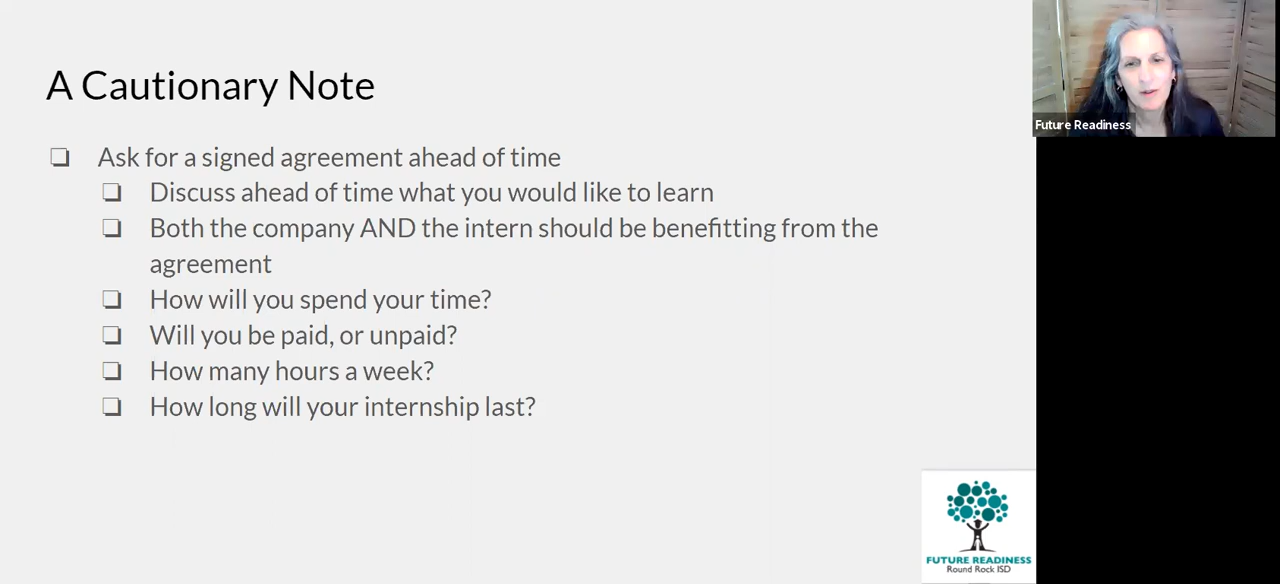 A Cautionary Note
Ask for a signed agreement ahead of time
Discuss ahead of time what you would like to learn
Both the company AND the intern should be benefitting from the
agreement
How will you spend your time?
Will you be paid, or unpaid?
How many hours a week?
How long will your internship last?
Future Readiness
FUTURE READINESS
Round Rock ISD